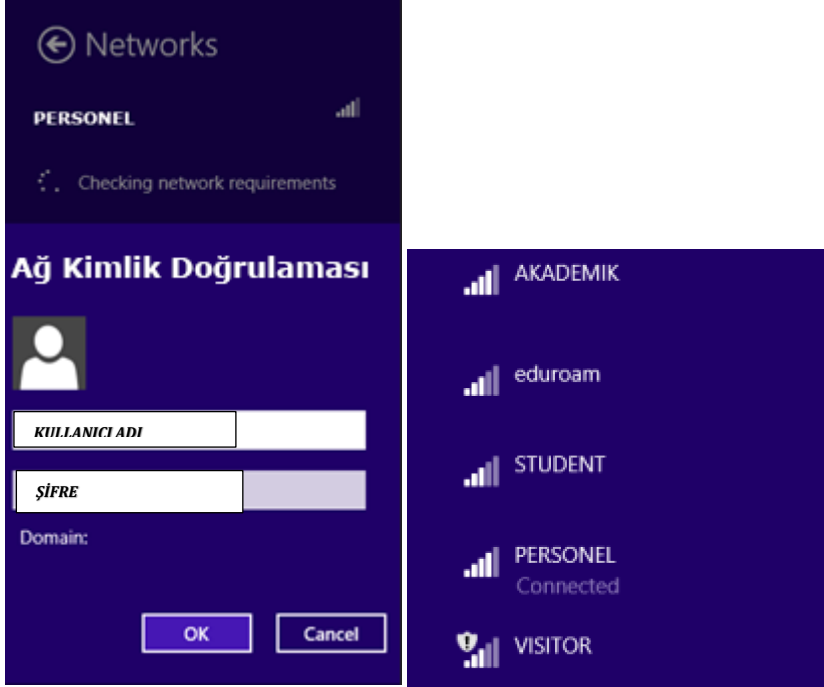 Networks
PERSONEL
Checking network requirements
Ağ Kimlik Doğrulaması
KULLANICI ADI
ŞİFRE
Domain:
OK Cancel
AKADEMIK
eduroam
STUDENT
PERSONEL
Connected
VISITOR